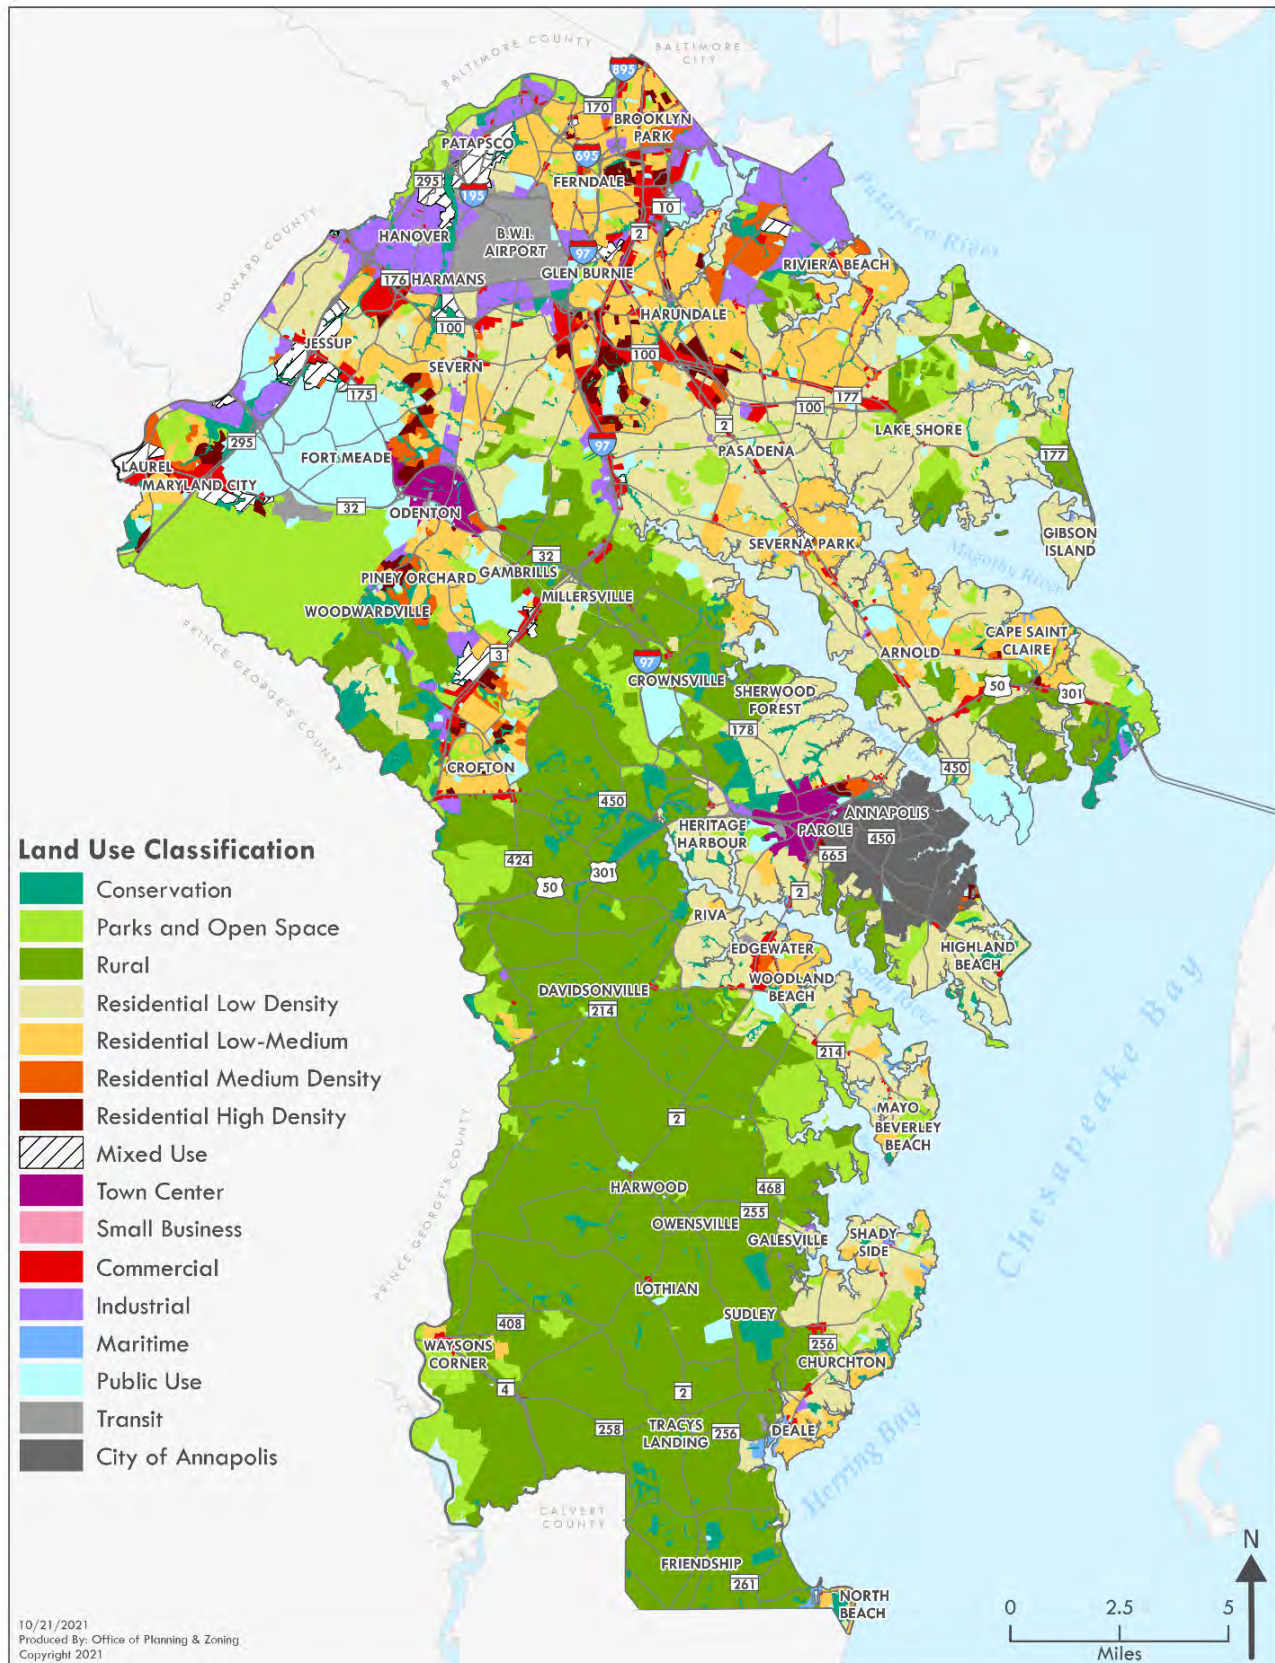 BALTIMORE COUNTY
BALTIMORE
CITY
895
170
BROOKLYN
PARK
PATAPSCO
695
FERNDALE
295
195
10
Patapsco River
HANOVER
B.W.I.
AIRPORT
2
97
GLEN BURNIE
RIVIERA BEACH
HOWARD COUNTY
176
HARMANS
100
HARUNDALE
JESSUP
SEVERN
100
175
177
100
LAKE SHORE
2
295
97
PASADENA
177
LAUREL
FORT MEADE
MARYLAND CITY
32
ODENTON
GIBSON
ISLAND
SEVERNA PARK
Magothy River
32
PINEY ORCHARD
GAMBRILLS
MILLERSVILLE
WOODWARDVILLE
CAPE SAINT
CLAIRE
ARNOLD
PRINCE GEORGE'S COUNTY
3
97
CROWNSVILLE
SHERWOOD
FOREST
50
301
178
450
CROFTON
450
ANNAPOLIS
HERITAGE
HARBOUR
PAROLE
450
665
424
50
301
2
RIVA
EDGEWATER
HIGHLAND
BEACH
WOODLAND
BEACH
South River
DAVIDSONVILLE
214
214
MAYO
BEVERLEY
BEACH
2
Chesapeake Bay
PRINCE GEORGE'S COUNTY
HARWOOD
468
255
OWENSVILLE
GALESVILLE
SHADY
SIDE
LOTHIAN
SUDLEY
408
WAYSONS
CORNER
256
CHURCHTON
4
2
258
TRACYS
LANDING
256
DEALE
Herring Bay
CALVERT
COUNTY
FRIENDSHIP
261
NORTH
BEACH
Land Use Classification
Conservation
Parks and Open Space
Rural
Residential Low Density
Residential Low-Medium
Residential Medium Density
Residential High Density
Mixed Use
Town Center
Small Business
Commercial
Industrial
Maritime
Public Use
Transit
City of Annapolis
N
0 2.5 5
Miles
10/21/2021
Produced By: Office of Planning & Zoning
Copyright 2021